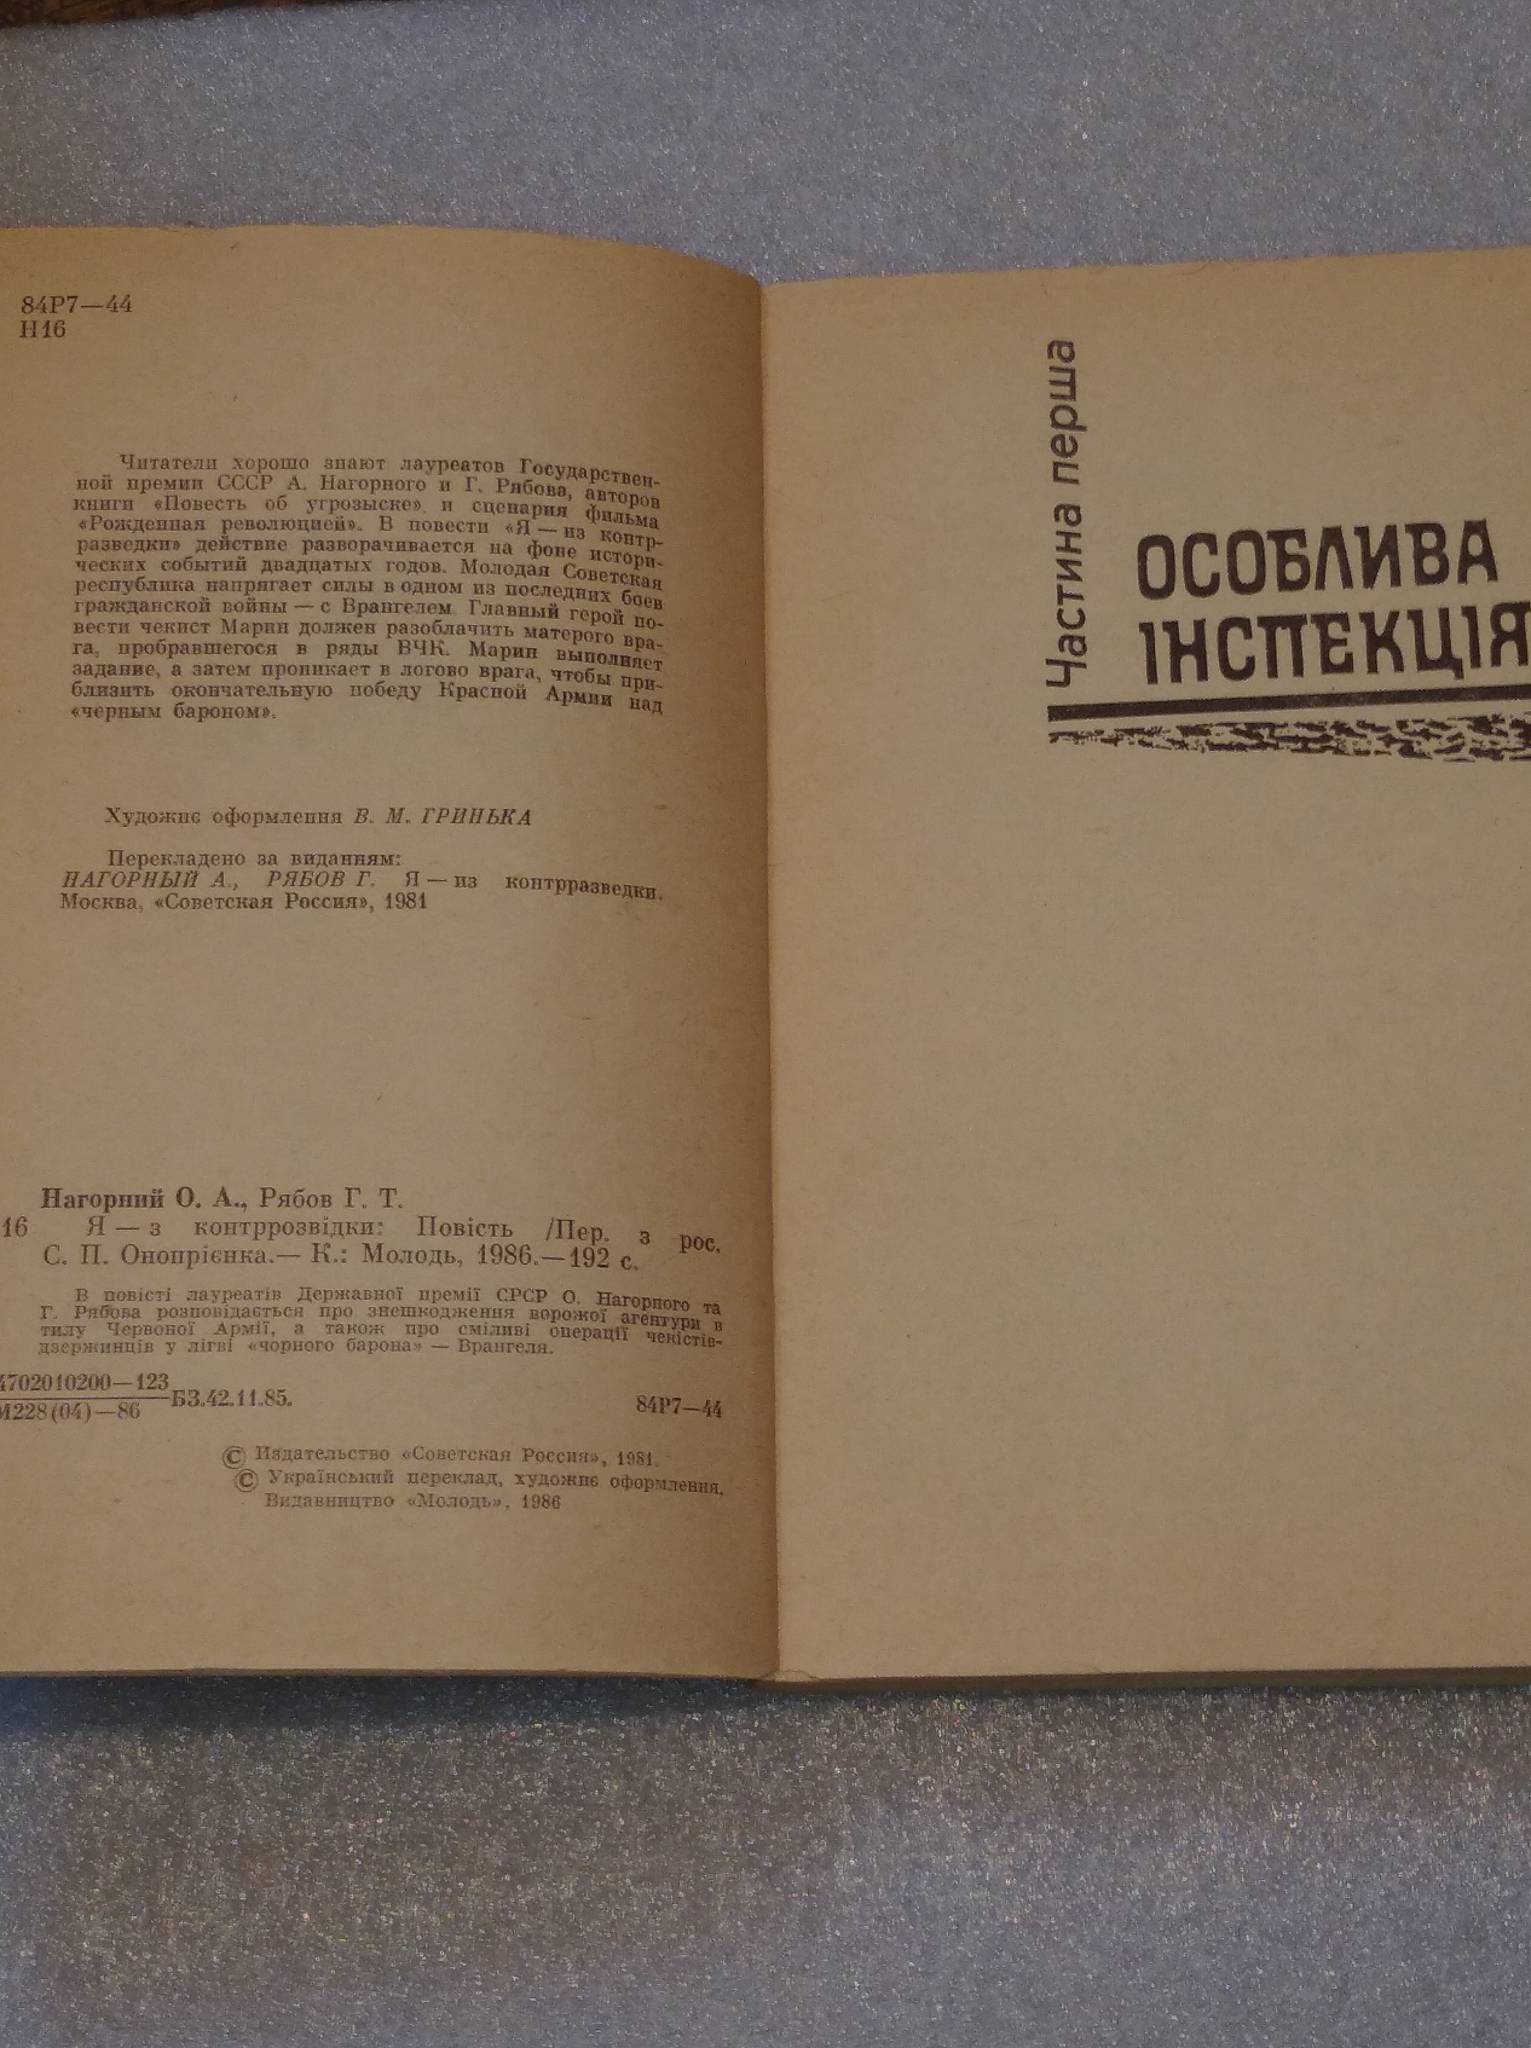 84Р7—44
Н16
Читатели хорошо знают лауреатов Государствен-
ной премии СССР А. Нагорного и Г. Рябова, авторов
книги «Повесть об угрозыске» и сценария фильма
«Рожденная революцией». В повести «Я — из контр-
разведки» действие разворачивается на фоне истори-
ческих событий двадцатых годов. Молодая Советская
республика напрягает силы в одном из последних боев
гражданской войны — с Врангелем. Главный герой по-
вести чекист Марин должен разоблачить матерого вра-
га, пробравшегося в ряды ВЧК. Марин выполняет
задание, а затем проникает в логово врага, чтобы при-
близить окончательную победу Красной Армии над
«черным бароном».
Художнє оформлення В. М. ГРИНЬКА
Перекладено за виданням:
НАГОРНЫЙ А., РЯБОВ Г. Я — из контрразведки.
Москва, «Советская Россия», 1981
Нагорний О. А., Рябов Г. Т.
16 Я — з контррозвідки: Повість /Пер. з рос.
С. П. Онопрієнка.— К.: Молодь, 1986.—192 с.
В повісті лауреатів Державної премії СРСР О. Нагорного та
Г. Рябова розповідається про знешкодження ворожої агентури в
тилу Червоної Армії, а також про сміливі операції чекістів-
дзержинців у лігві «чорного барона» — Врангеля.
4702010200—123
М228(04)—86 БЗ.42.11.85. 84Р7—44
© Издательство «Советская Россия», 1981.
© Український переклад, художнє оформлення.
Видавництво «Молодь», 1986
Частина перша
ОСОБЛИВА
ІНСПЕКЦІЯ